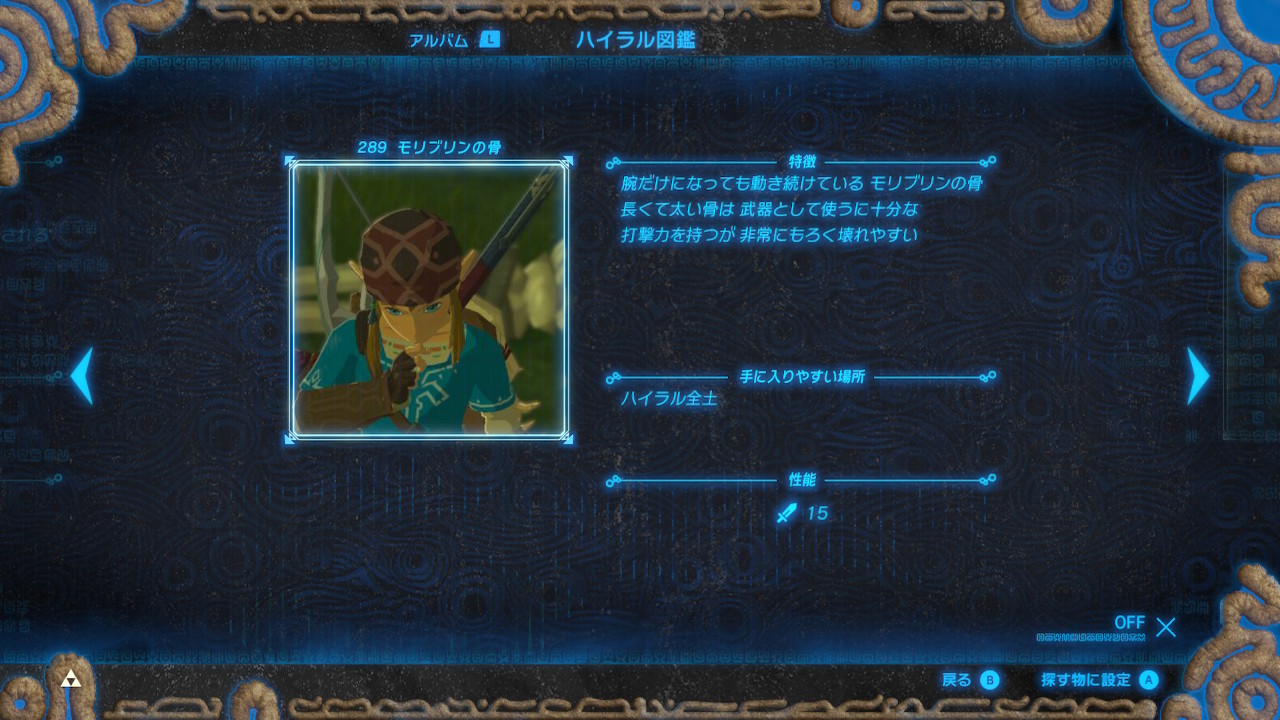 アルバム L
ハイラル図鑑
289 モリブリンの骨
特徴
腕だけになっても動き続けている モリブリンの骨
長くて太い骨は 武器として使うに十分な
打撃力を持つが 非常にもろく壊れやすい
手に入りやすい場所
ハイラル全土
性能
15
される
OFF
戻る B
探す物に設定 A